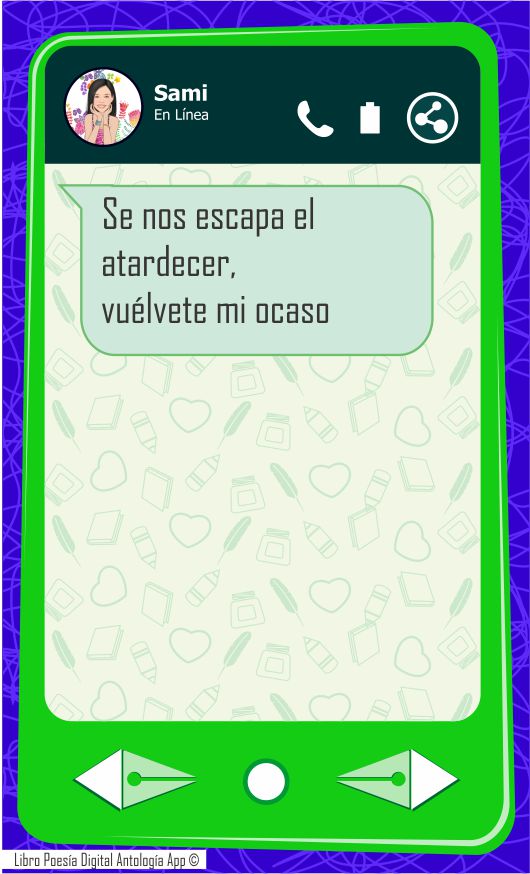 Sami
En Línea
Se nos escapa el
atardecer,
vuélvete mi ocaso
Libro Poesía Digital Antología App ©